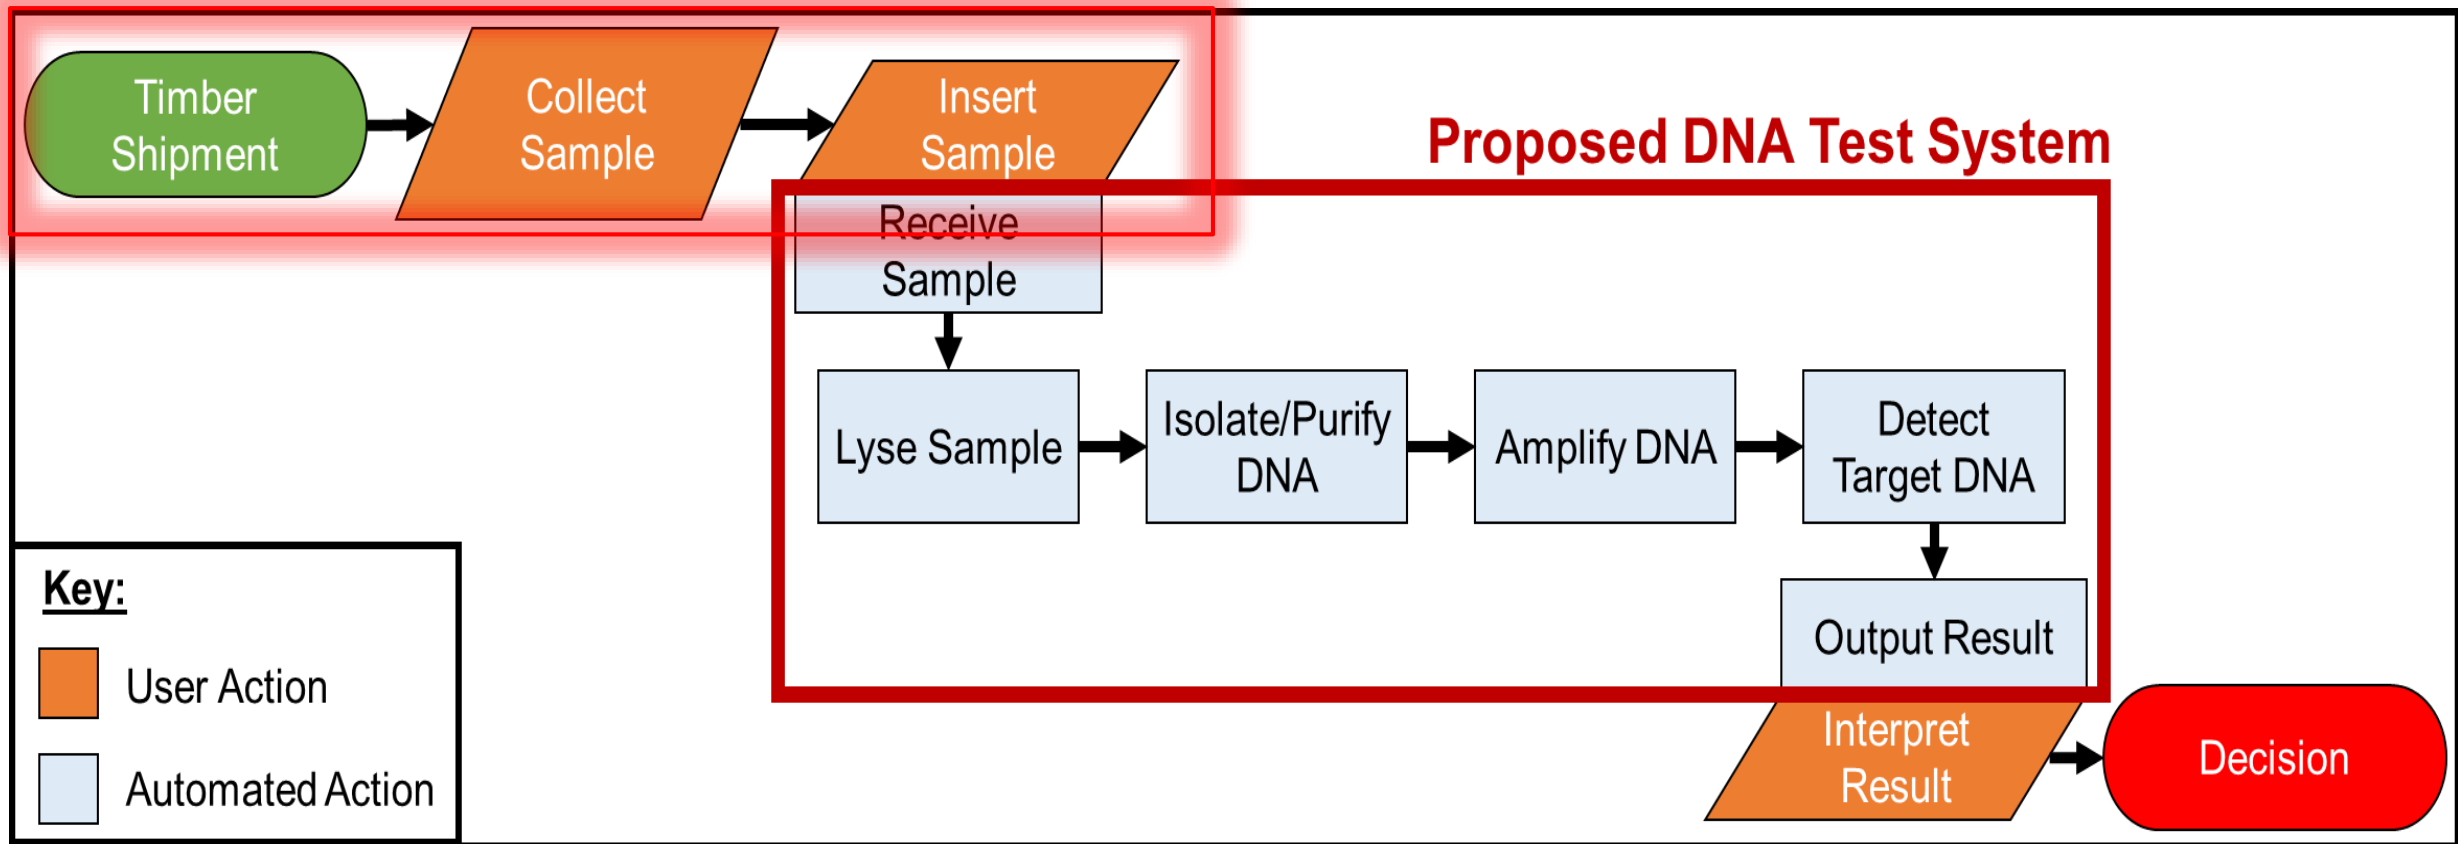 Timber
Shipment
Collect
Sample
Insert
Sample
Proposed DNA Test System
Receive
Sample
Lyse Sample
Isolate/Purify
DNA
Amplify DNA
Detect
Target DNA
Output Result
Interpret
Result
Decision
Key:
User Action
Automated Action